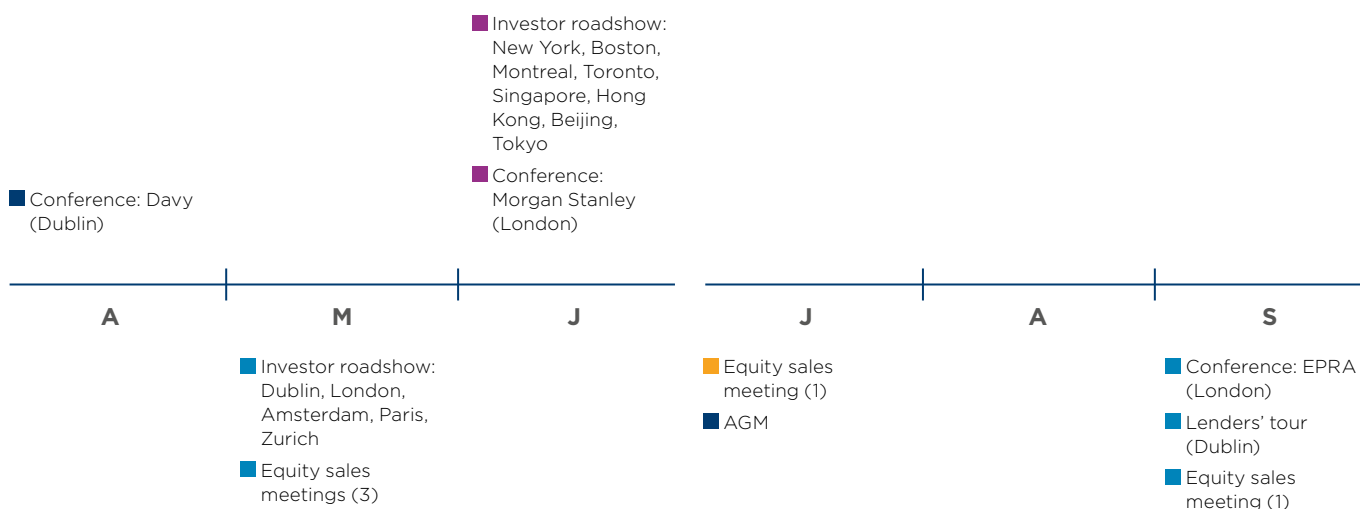 Investor roadshow:
New York, Boston,
Montreal, Toronto,
Singapore, Hong
Kong, Beijing,
Tokyo
Conference:
Morgan Stanley
(London)
Conference: Davy
(Dublin)
A
M
J
J
A
S
Investor roadshow:
Dublin, London,
Amsterdam, Paris,
Zurich
Equity sales
meetings (3)
Equity sales
meeting (1)
AGM
Conference: EPRA
(London)
Lenders’ tour
(Dublin)
Equity sales
meeting (1)